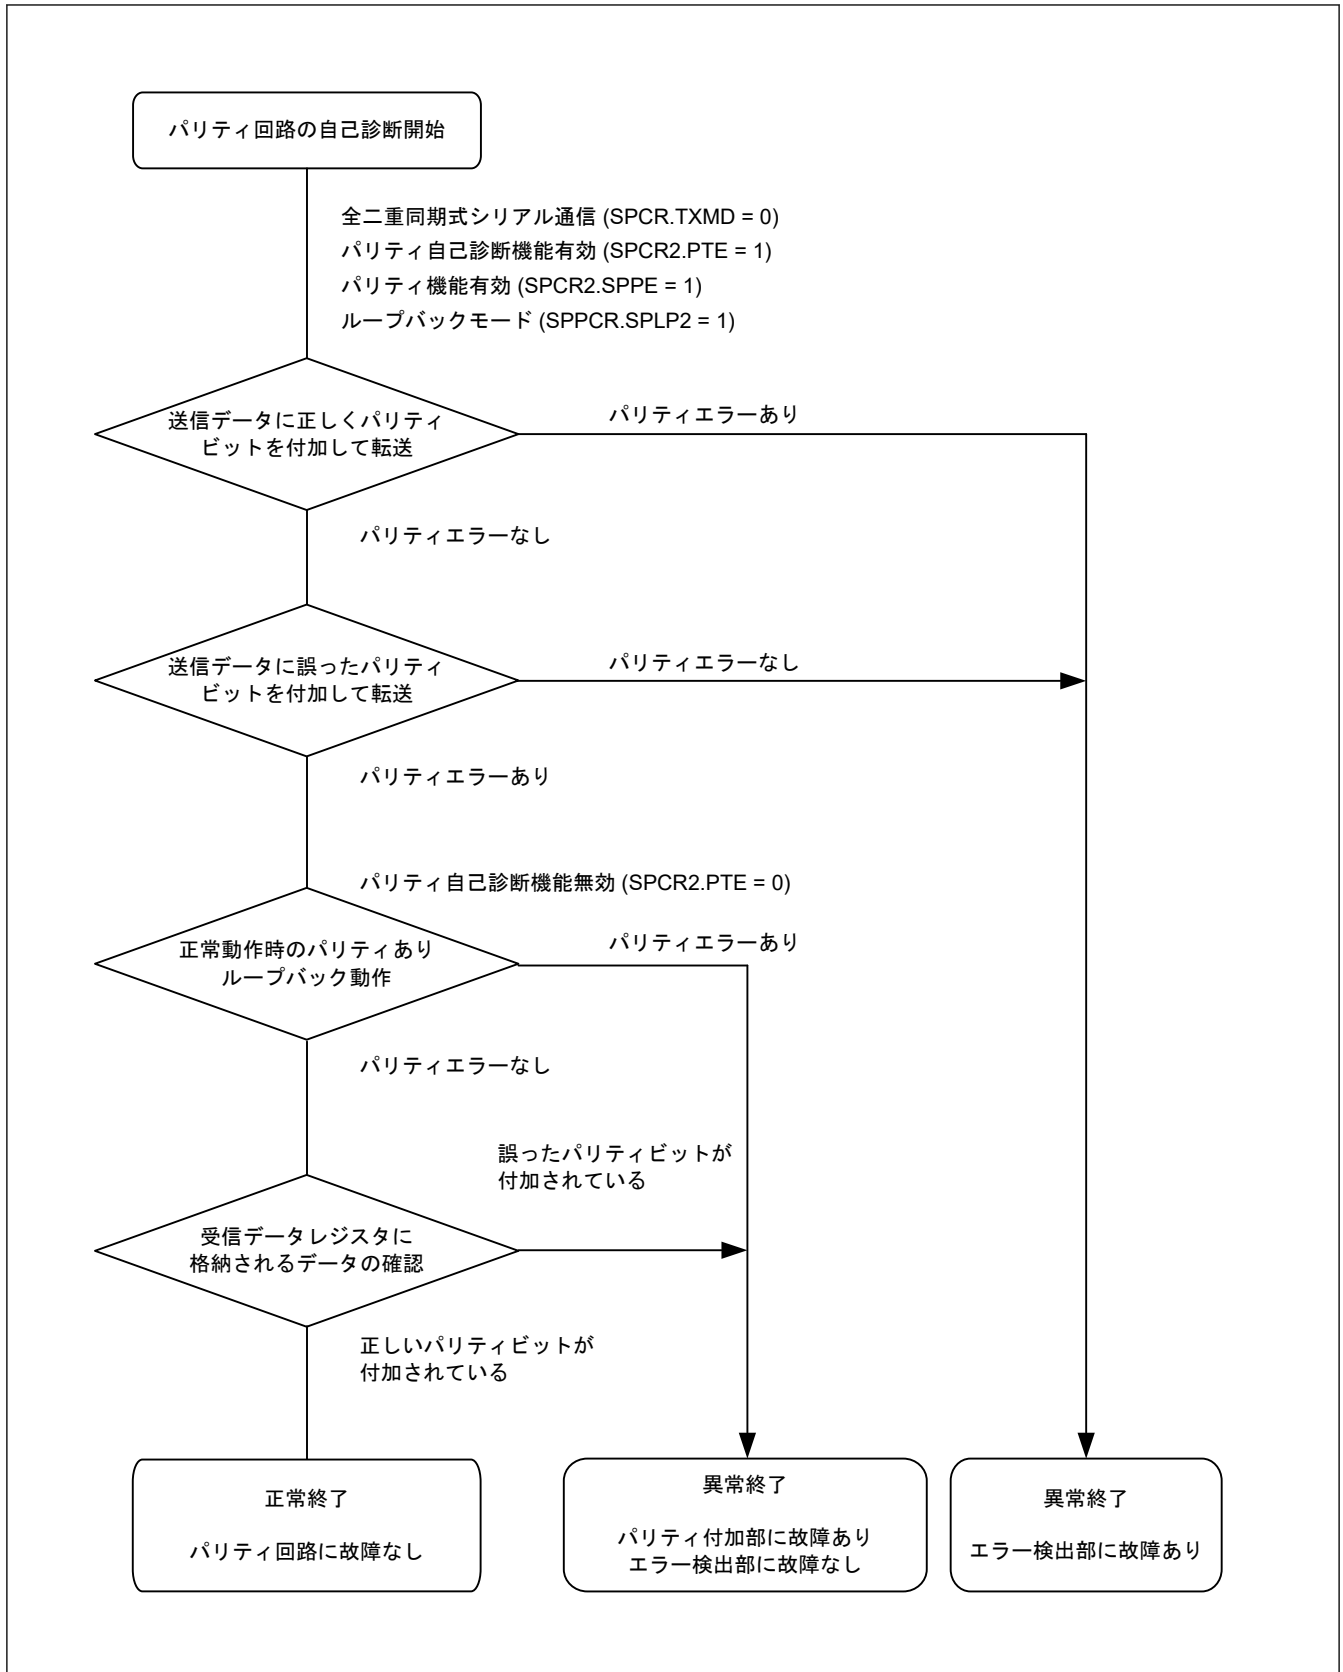 パリティ回路の自己診断開始
全二重同期式シリアル通信 (SPCR.TXMD = 0)
パリティ自己診断機能有効 (SPCR2.PTE = 1)
パリティ機能有効 (SPCR2.SPPE = 1)
ループバックモード (SPPCR.SPLP2 = 1)
送信データに正しくパリティ
ビットを付加して転送
パリティエラーあり
パリティエラーなし
送信データに誤ったパリティ
ビットを付加して転送
パリティエラーなし
パリティエラーあり
パリティ自己診断機能無効 (SPCR2.PTE = 0)
正常動作時のパリティあり
ループバック動作
パリティエラーあり
パリティエラーなし
誤ったパリティビットが
付加されている
受信データレジスタに
格納されるデータの確認
正しいパリティビットが
付加されている
正常終了
パリティ回路に故障なし
異常終了
パリティ付加部に故障あり
エラー検出部に故障なし
異常終了
エラー検出部に故障あり